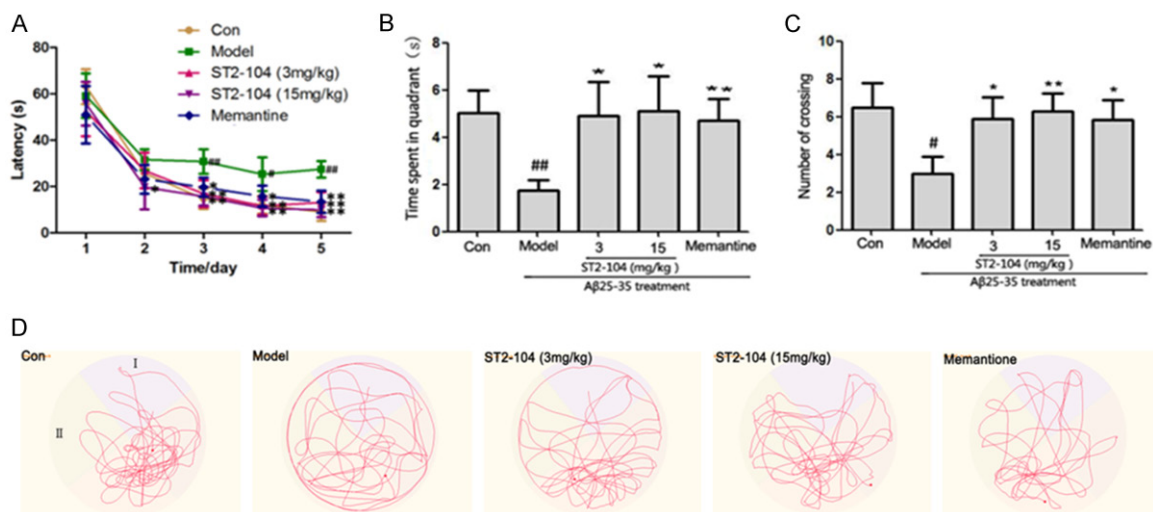 A
Con
Model
ST2-104 (3mg/kg)
ST2-104 (15mg/kg)
Memantine
Latency (s)
80
60
40
20
0
##
#
##
*
*
**
**
*
**
**
**
**
**
1 2 3 4 5
Time/day
B
Time spent in quadrant (s)
8
6
4
2
0
##
*
*
**
Con Model 3 15 Memantine
ST2-104 (mg/kg)
Aβ25-35 treatment
C
Number of crossing
10
8
6
4
2
0
#
*
**
*
Con Model 3 15 Memantine
ST2-104 (mg/kg)
Aβ25-35 treatment
D
Con Model ST2-104 (3mg/kg) ST2-104 (15mg/kg) Memantione
I
II